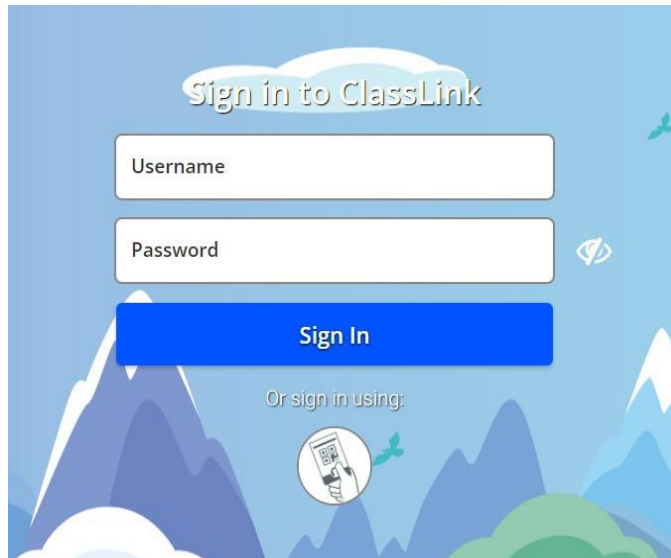 Sign in to ClassLink
Username
Password
Sign In
Or sign in using: